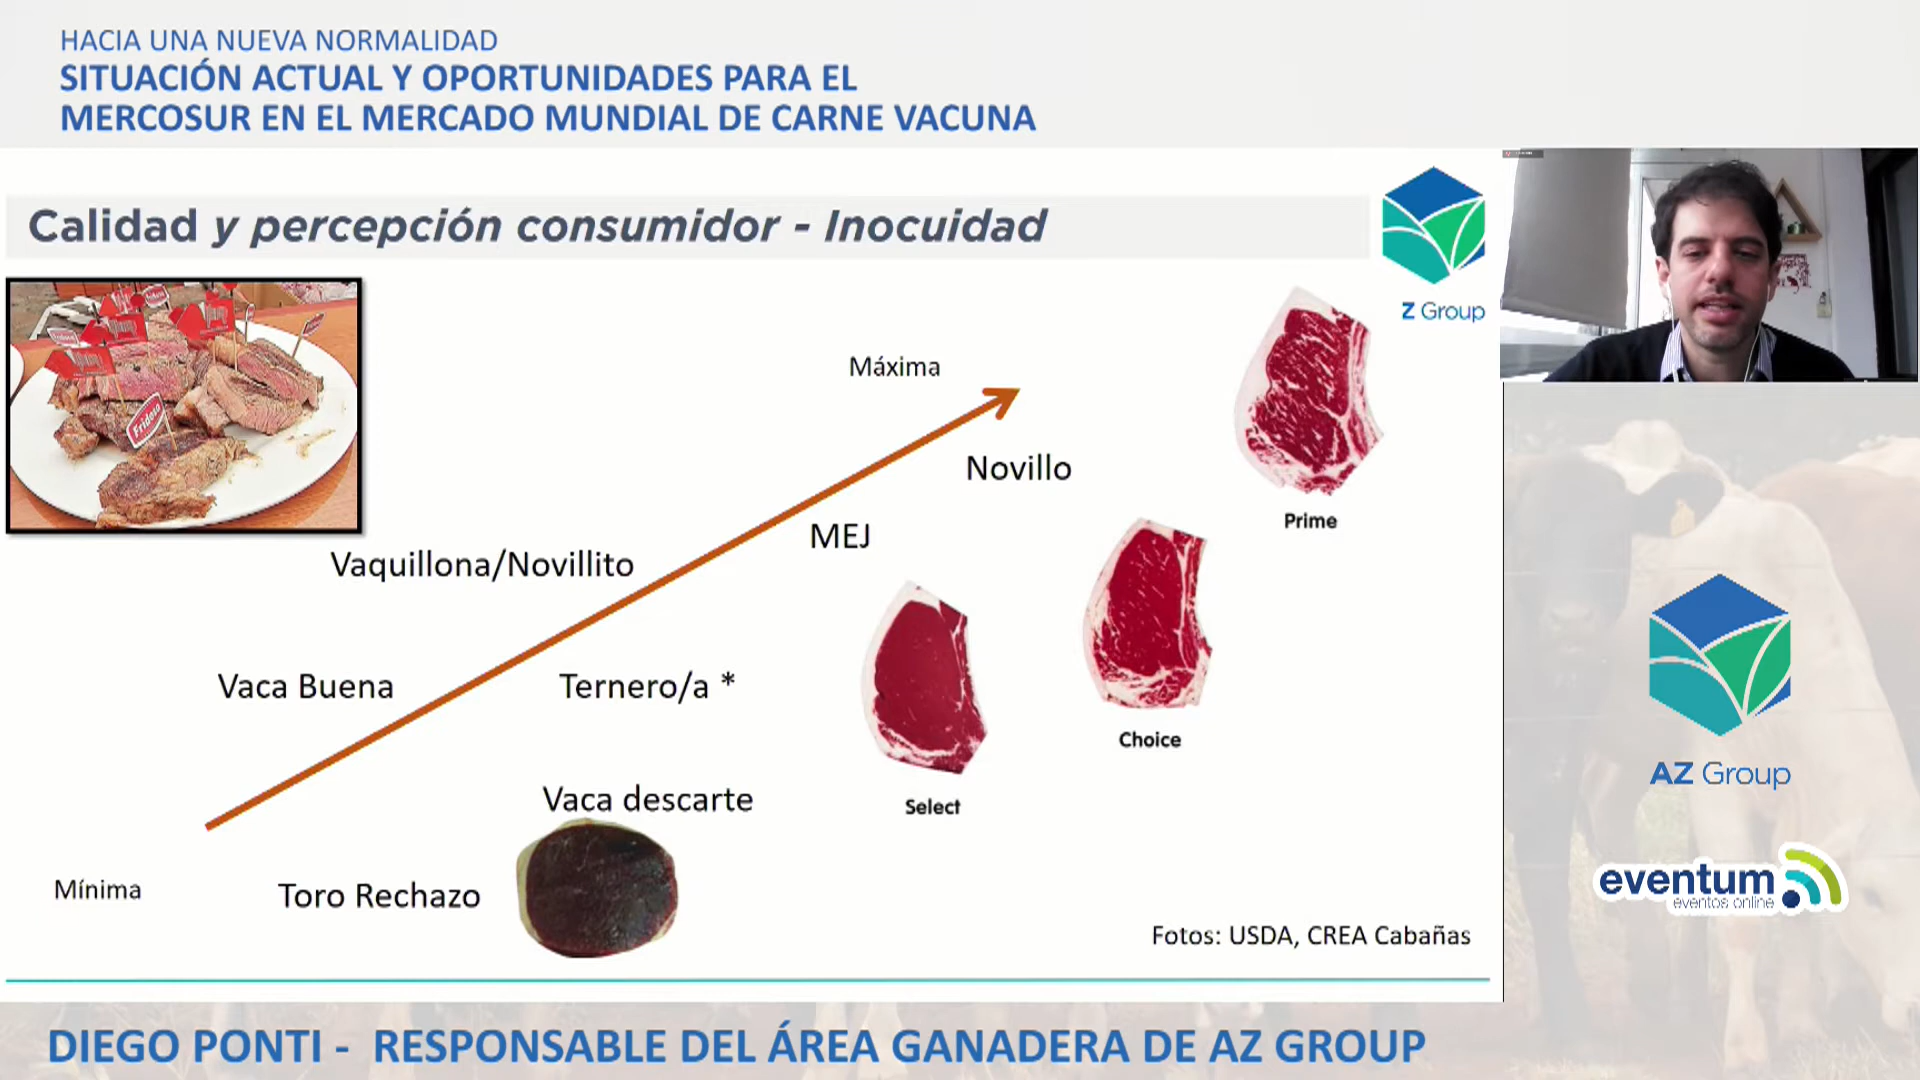 HACIA UNA NUEVA NORMALIDAD
SITUACIÓN ACTUAL Y OPORTUNIDADES PARA EL
MERCOSUR EN EL MERCADO MUNDIAL DE CARNE VACUNA
Calidad y percepción consumidor - Inocuidad
Z Group
Máxima
Novillo
Prime
MEJ
Vaquillona/Novillito
Vaca Buena
Ternero/a *
Choice
Select
Vaca descarte
Mínima
Toro Rechazo
Fridosa
Fotos: USDA, CREA Cabañas
AZ Group
eventum
eventos online
DIEGO PONTI - RESPONSABLE DEL ÁREA GANADERA DE AZ GROUP